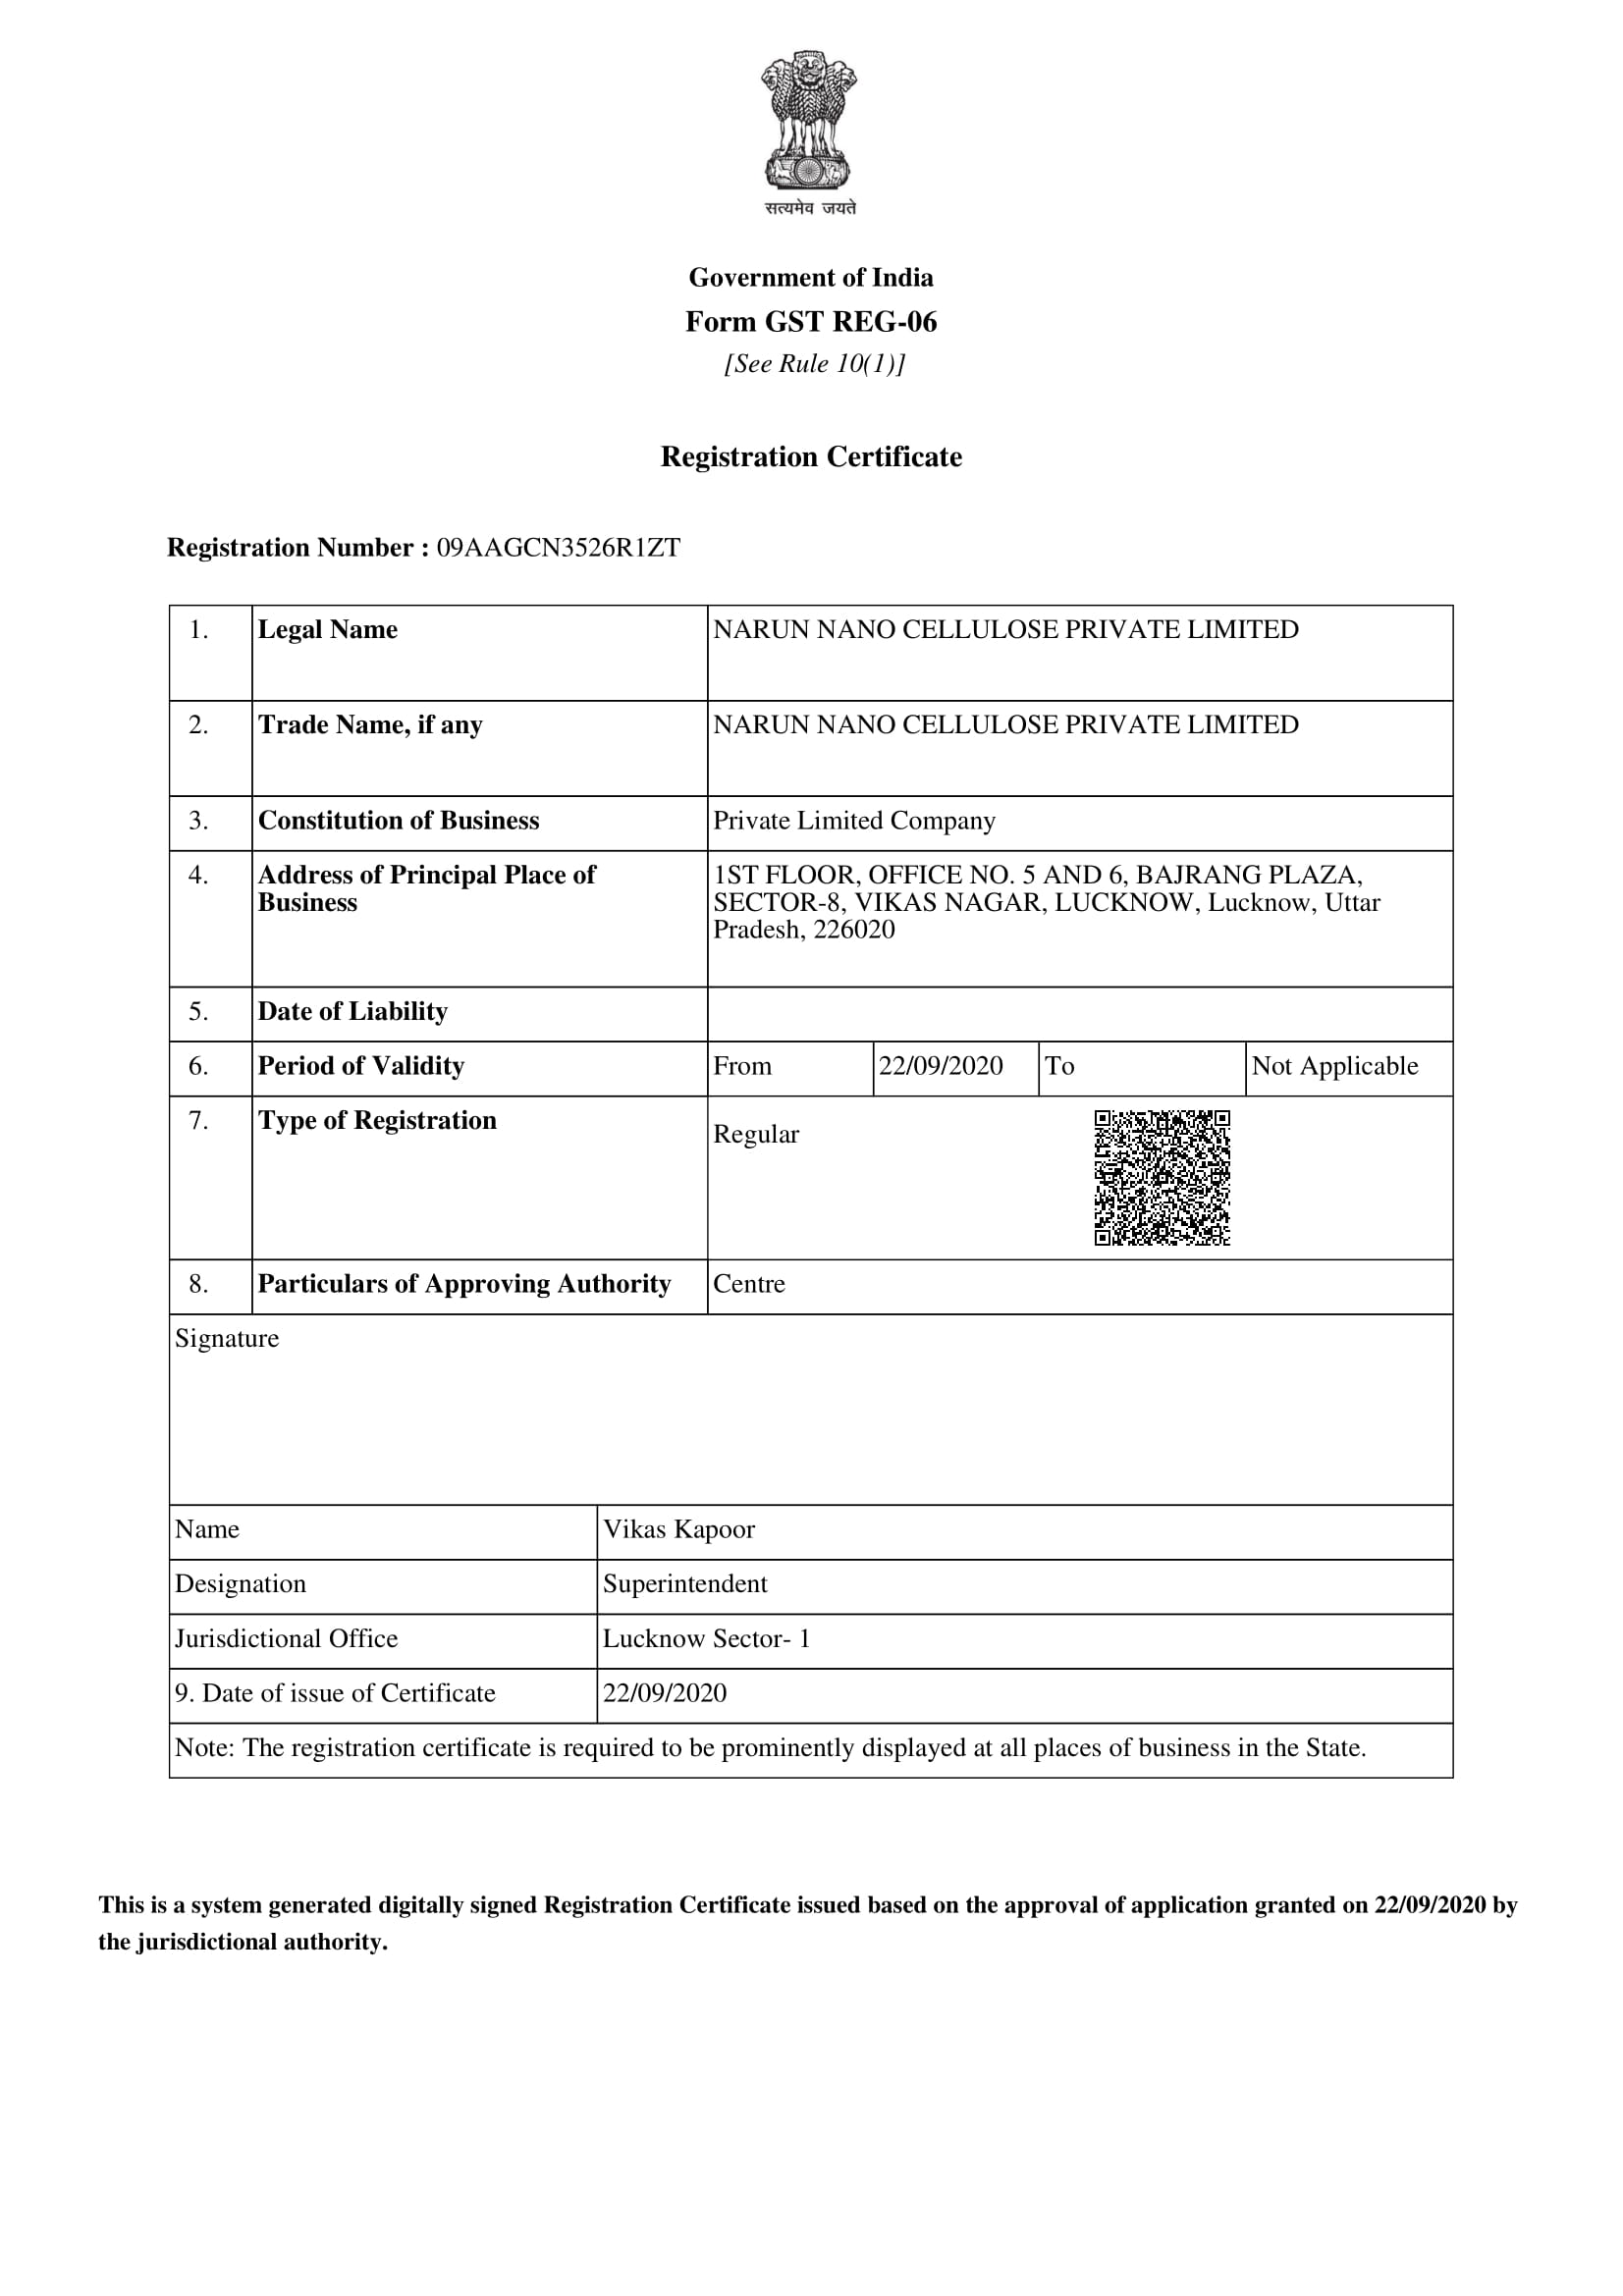 सत्यमेव जयते
Government of India
Form GST REG-06
[See Rule 10(1)]
Registration Certificate
Registration Number : 09AAGCN3526R1ZT
1. Legal Name NARUN NANO CELLULOSE PRIVATE LIMITED
2. Trade Name, if any NARUN NANO CELLULOSE PRIVATE LIMITED
3. Constitution of Business Private Limited Company
4. Address of Principal Place of Business 1ST FLOOR, OFFICE NO. 5 AND 6, BAJRANG PLAZA,
SECTOR-8, VIKAS NAGAR, LUCKNOW, Lucknow, Uttar
Pradesh, 226020
5. Date of Liability
6. Period of Validity From 22/09/2020 To Not Applicable
7. Type of Registration Regular
8. Particulars of Approving Authority Centre
Signature
Name Vikas Kapoor
Designation Superintendent
Jurisdictional Office Lucknow Sector- 1
9. Date of issue of Certificate 22/09/2020
Note: The registration certificate is required to be prominently displayed at all places of business in the State.
This is a system generated digitally signed Registration Certificate issued based on the approval of application granted on 22/09/2020 by
the jurisdictional authority.